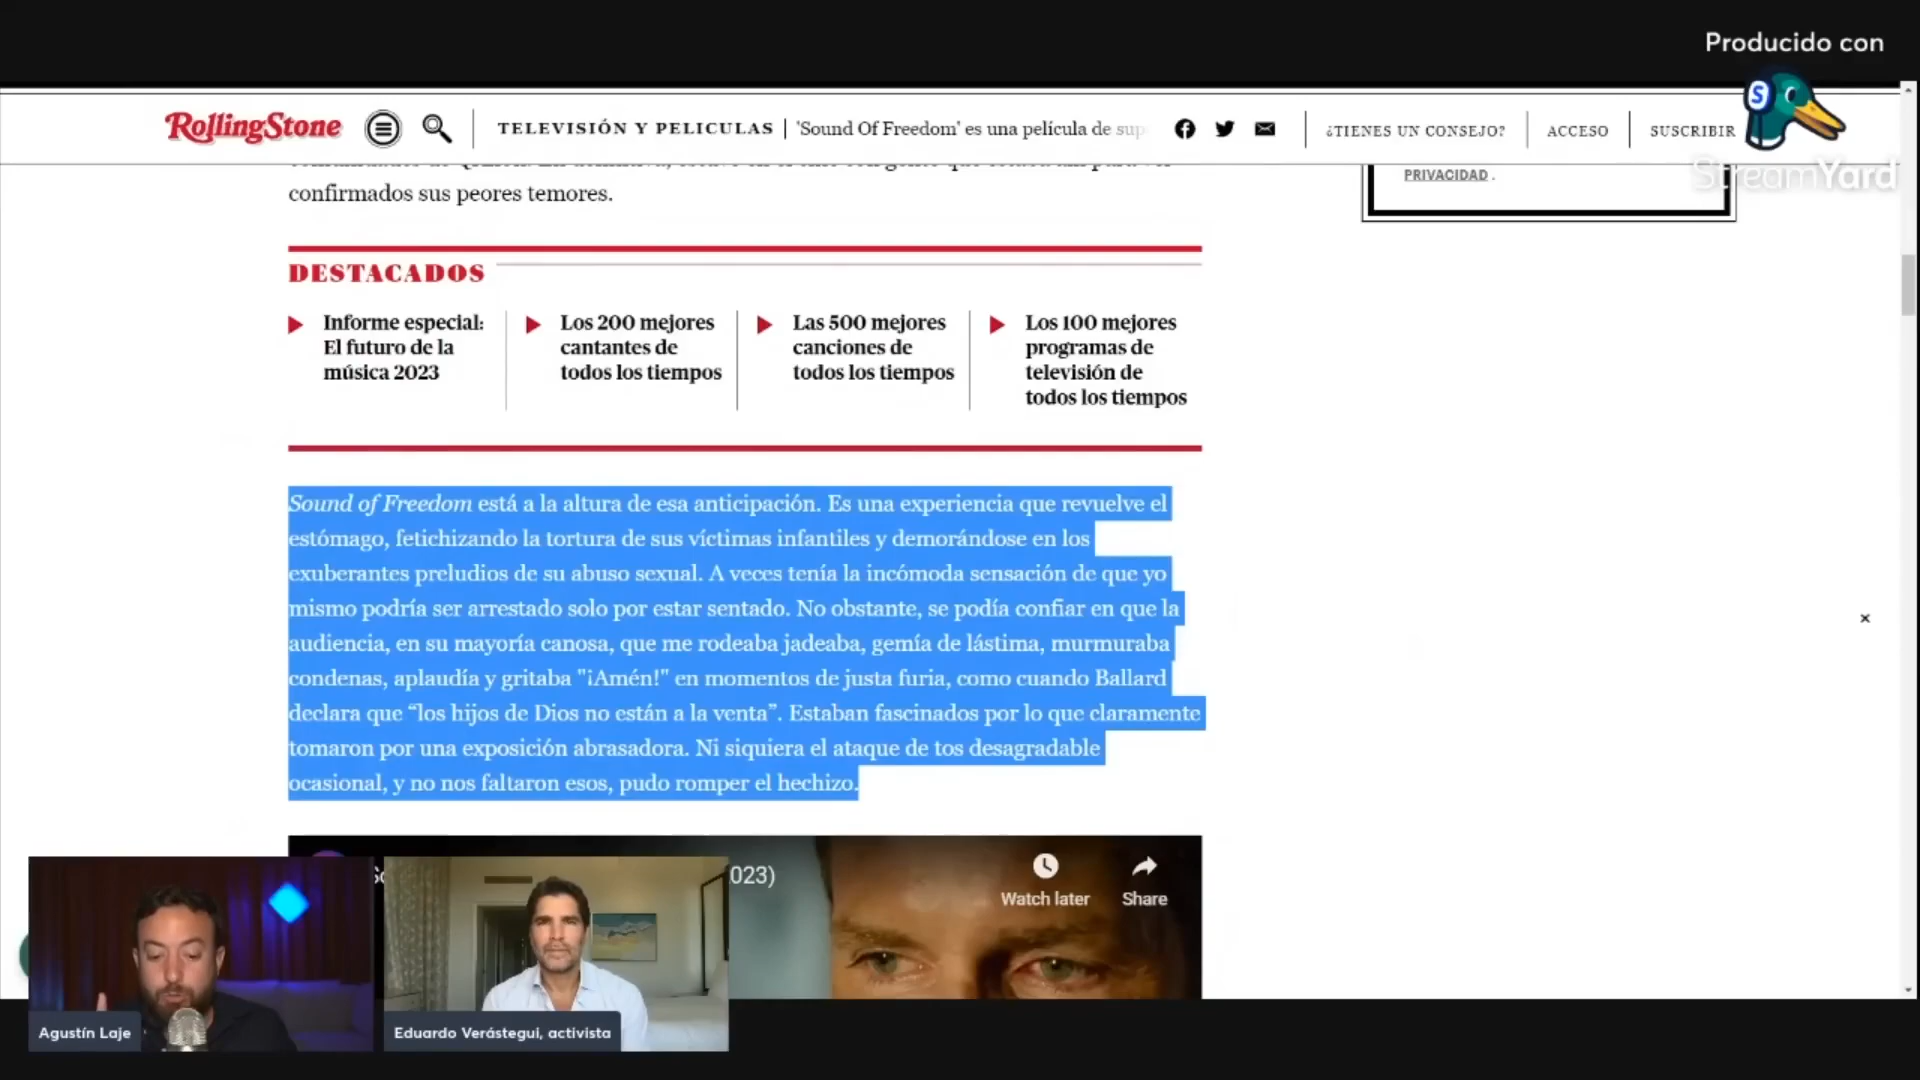 Producido con
StreamYard
RollingStone
TELEVISIÓN Y PELICULAS
'Sound Of Freedom' es una película de sup
¿TIENES UN CONSEJO?
ACCESO
SUSCRIBIR
S
confirmados sus peores temores.
PRIVACIDAD .
DESTACADOS
Informe especial:
El futuro de la
música 2023
Los 200 mejores
cantantes de
todos los tiempos
Las 500 mejores
canciones de
todos los tiempos
Los 100 mejores
programas de
televisión de
todos los tiempos
Sound of Freedom está a la altura de esa anticipación. Es una experiencia que revuelve el
estómago, fetichizando la tortura de sus víctimas infantiles y demorándose en los
exuberantes preludios de su abuso sexual. A veces tenía la incómoda sensación de que yo
mismo podría ser arrestado solo por estar sentado. No obstante, se podía confiar en que la
audiencia, en su mayoría canosa, que me rodeaba jadeaba, gemía de lástima, murmuraba
condenas, aplaudía y gritaba "¡Amén!" en momentos de justa furia, como cuando Ballard
declara que “los hijos de Dios no están a la venta”. Estaban fascinados por lo que claramente
tomaron por una exposición abrasadora. Ni siquiera el ataque de tos desagradable
ocasional, y no nos faltaron esos, pudo romper el hechizo.
023)
Watch later
Share
Agustín Laje
Eduardo Verástegui, activista